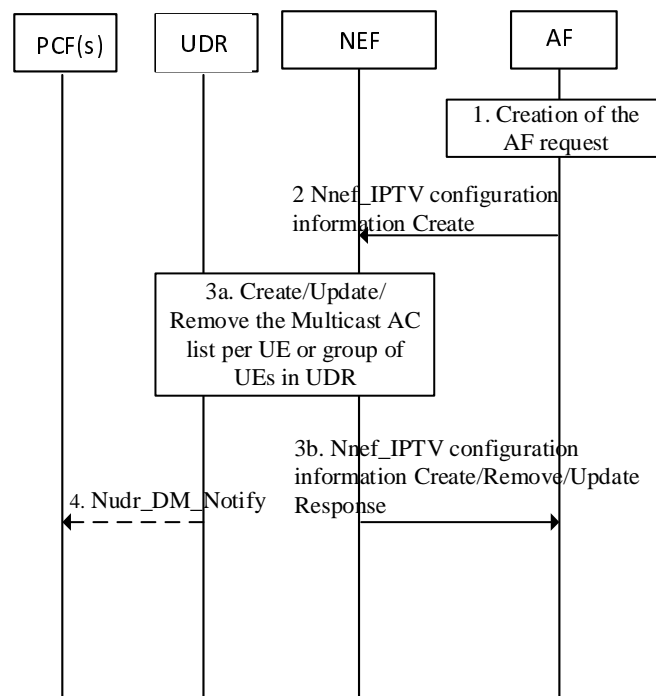 PCF(s)
UDR
NEF
AF
1. Creation of the
AF request
2 Nnef_IPTV configuration
information Create
3a. Create/Update/
Remove the Multicast AC
list per UE or group of
UEs in UDR
3b. Nnef_IPTV configuration
information Create/Remove/Update
Response
4. Nudr_DM_Notify